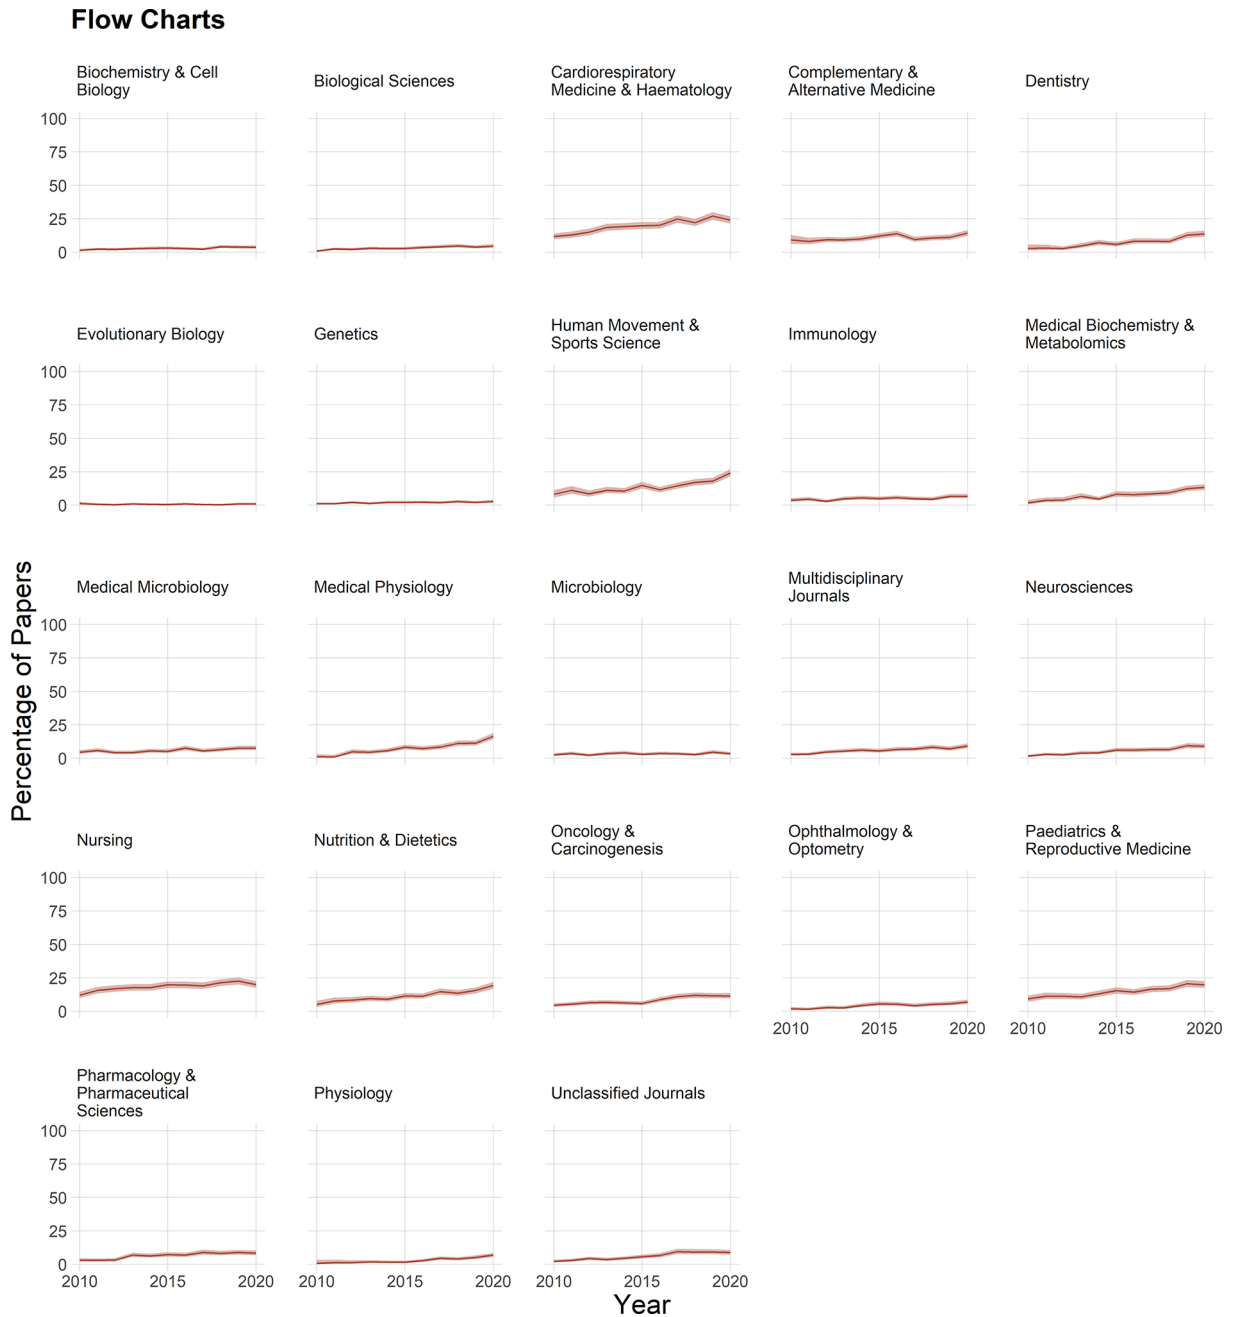 Flow Charts
Biochemistry & Cell
Biology
Biological Sciences
Cardiorespiratory
Medicine & Haematology
Complementary &
Alternative Medicine
Dentistry
100
75
50
25
0
Evolutionary Biology
Genetics
Human Movement &
Sports Science
Immunology
Medical Biochemistry &
Metabolomics
100
75
50
25
0
Percentage of Papers
Medical Microbiology
Medical Physiology
Microbiology
Multidisciplinary
Journals
Neurosciences
100
75
50
25
0
Nursing
Nutrition & Dietetics
Oncology &
Carcinogenesis
Ophthalmology &
Optometry
Paediatrics &
Reproductive Medicine
100
75
50
25
0
2010 2015 2020
2010 2015 2020
Pharmacology &
Pharmaceutical
Sciences
Physiology
Unclassified Journals
100
75
50
25
0
2010 2015 2020
2010 2015 2020
2010 2015 2020
Year